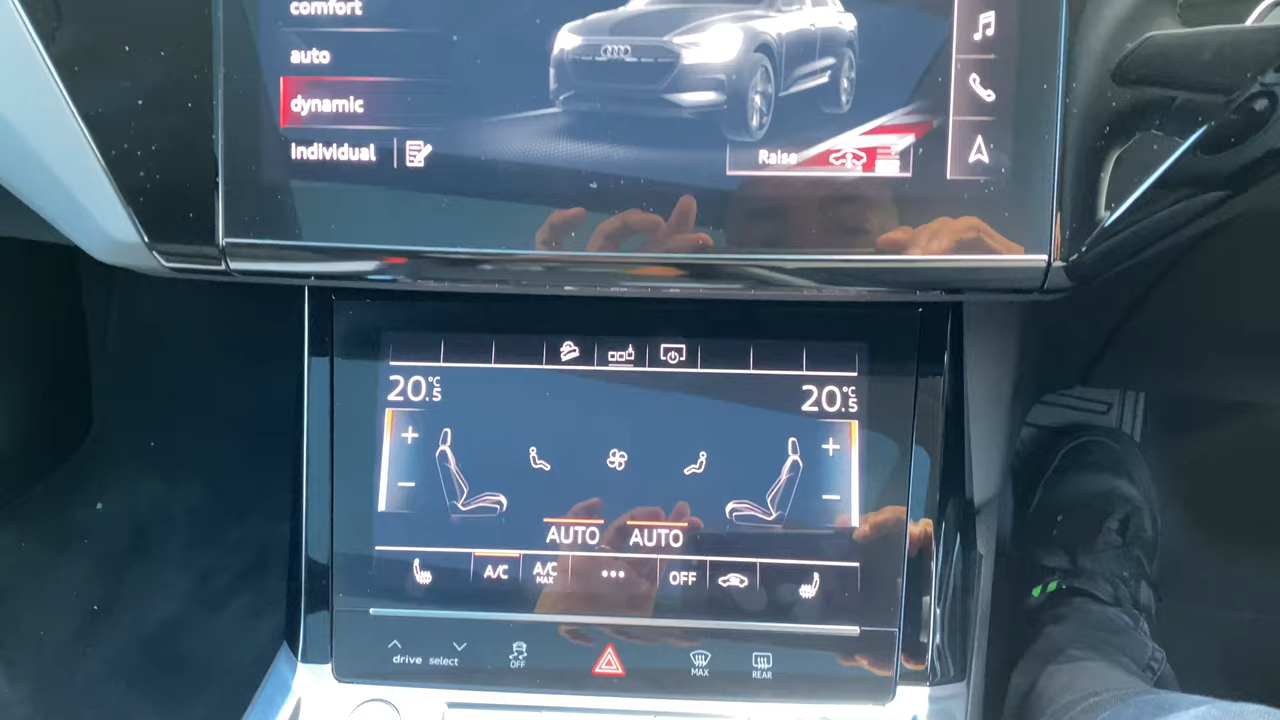 comfort
auto
dynamic
individual
Raise
20.5 °C
20.5 °C
+
+
−
−
AUTO
AUTO
A/C
A/C MAX
OFF
drive select
OFF
MAX
REAR